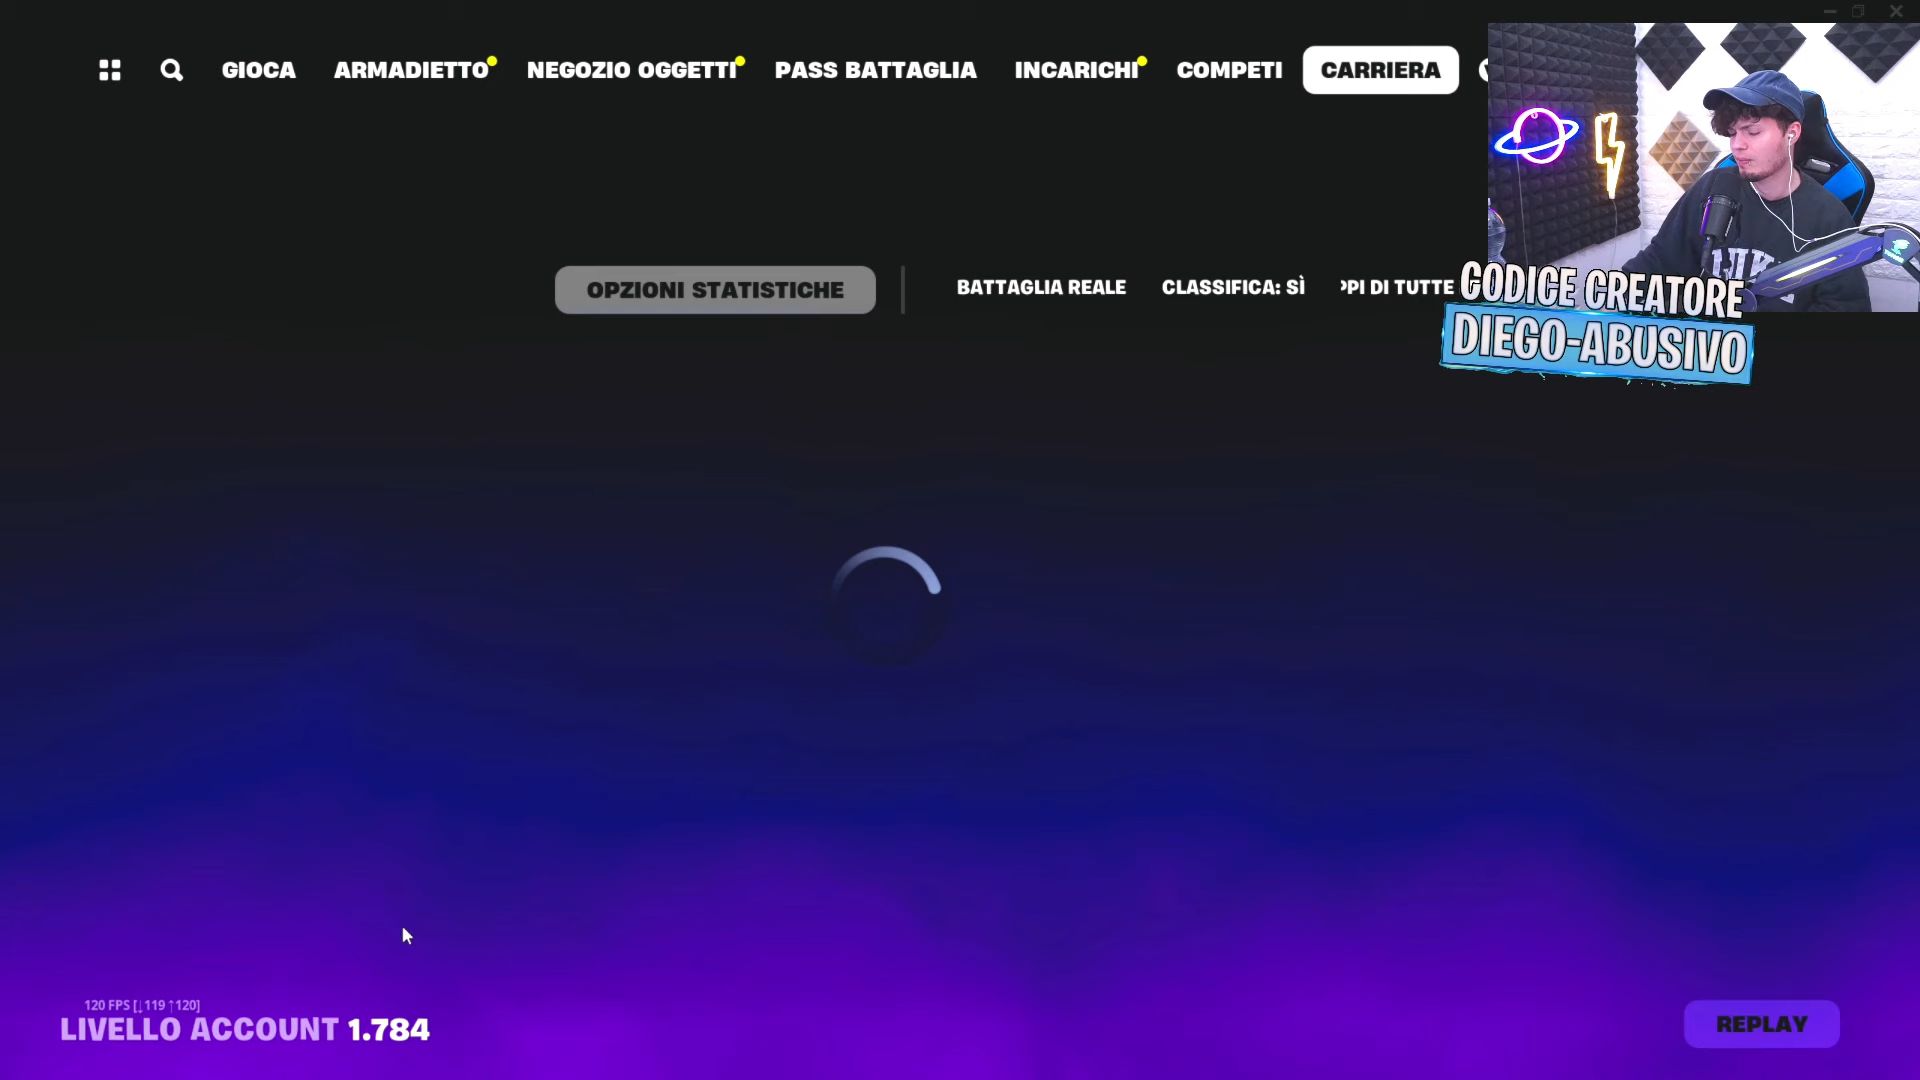 GIOCA
ARMADIETTO
NEGOZIO OGGETTI
PASS BATTAGLIA
INCARICHI
COMPETI
CARRIERA
OPZIONI STATISTICHE
BATTAGLIA REALE
CLASSIFICA: SÌ
PPI DI TUTTE
CODICE CREATORE
DIEGO-ABUSIVO
120 FPS [↓119 ↑120]
LIVELLO ACCOUNT 1.784
REPLAY